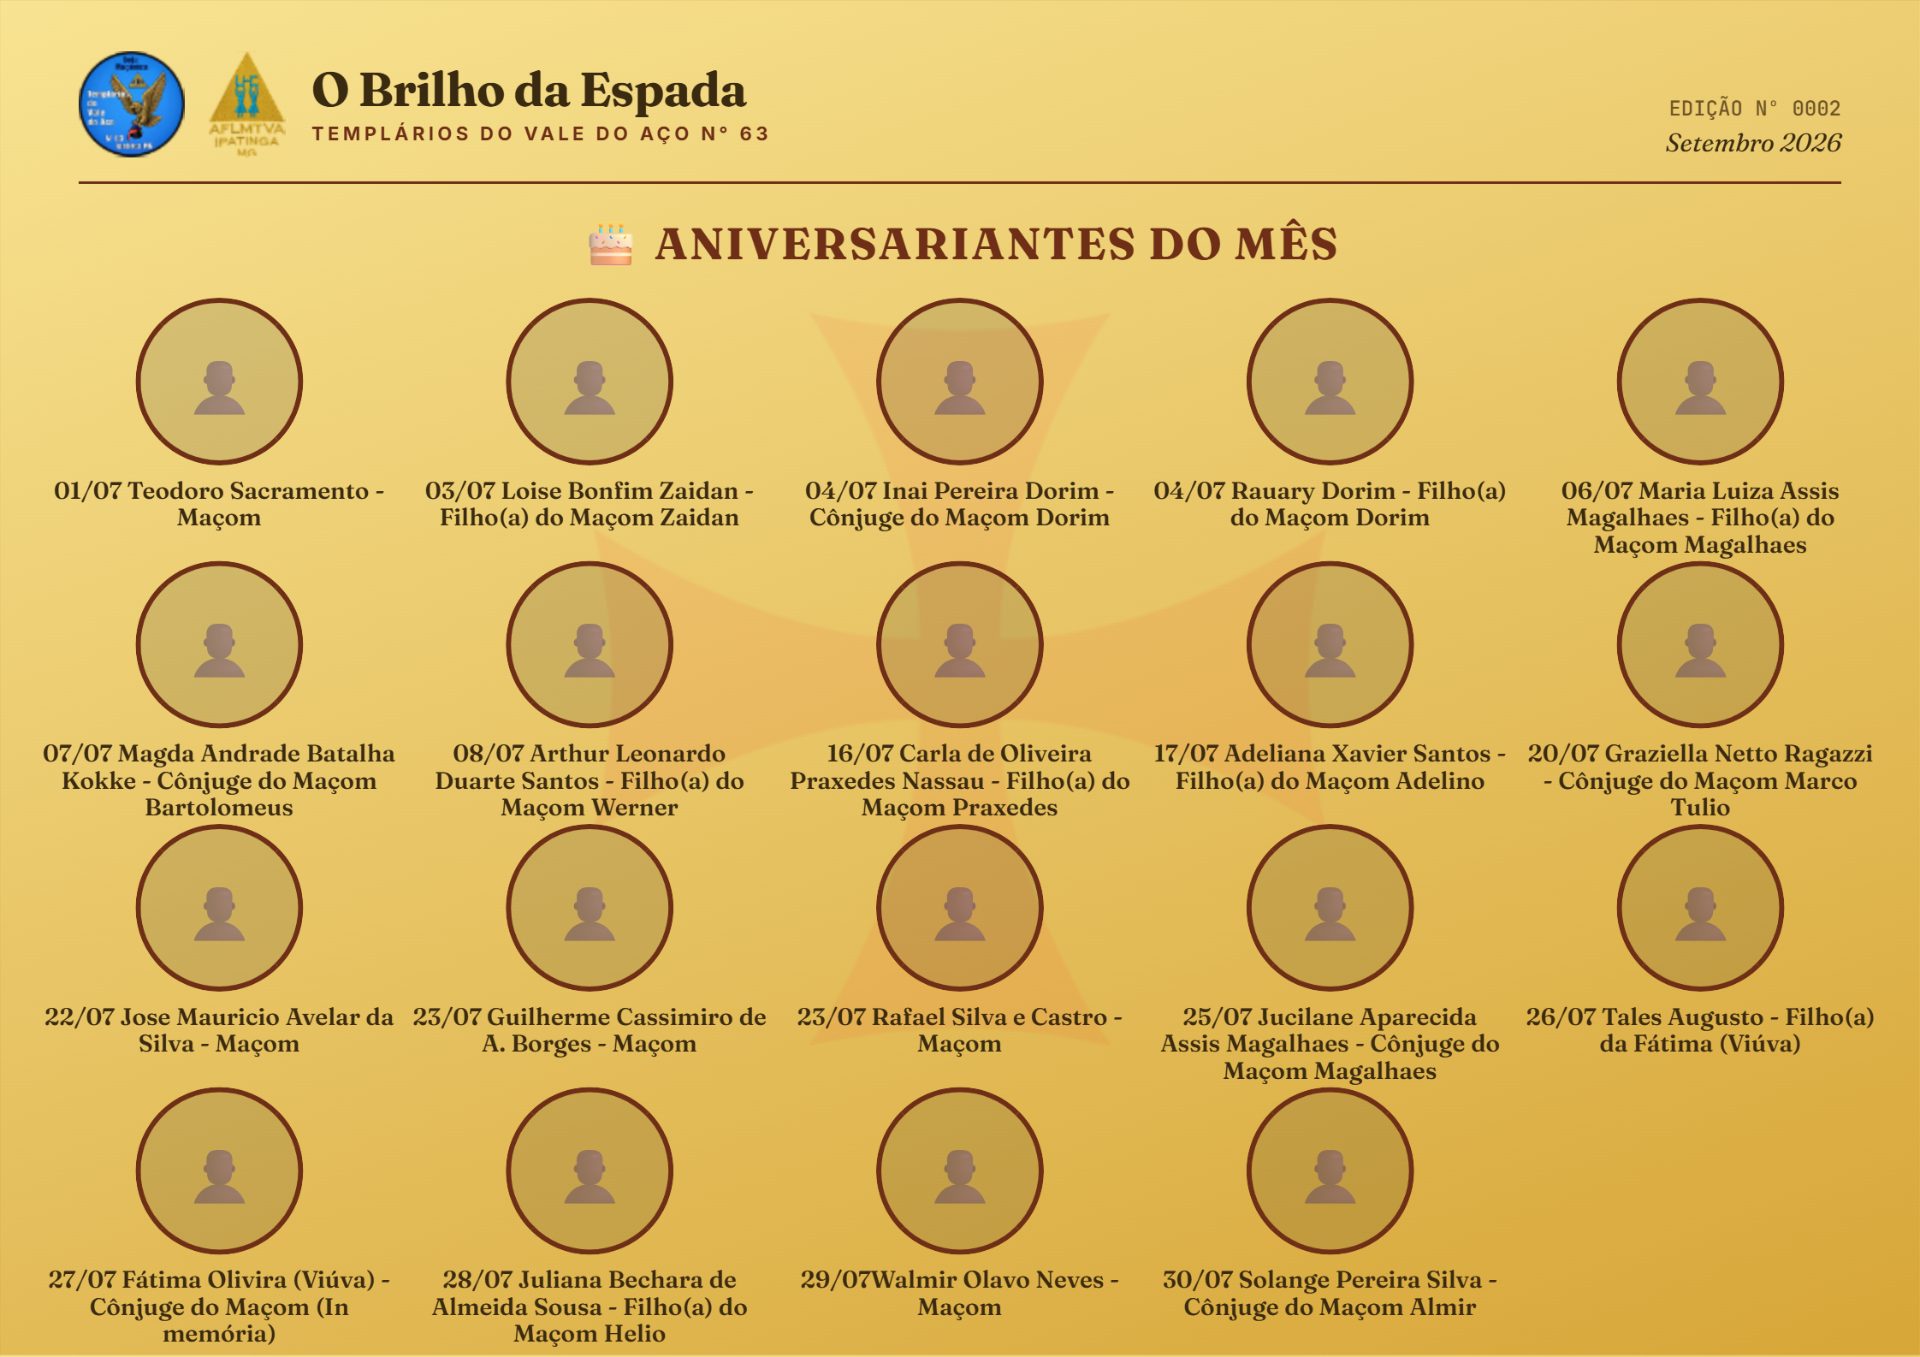 O Brilho da Espada
TEMPLÁRIOS DO VALE DO AÇO N° 63
AFLMTVA
IPATINGA
MG
EDIÇÃO N° 0002
Setembro 2026
ANIVERSARIANTES DO MÊS
01/07 Teodoro Sacramento -
Maçom
03/07 Loise Bonfim Zaidan -
Filho(a) do Maçom Zaidan
04/07 Inai Pereira Dorim -
Cônjuge do Maçom Dorim
04/07 Rauary Dorim - Filho(a)
do Maçom Dorim
06/07 Maria Luiza Assis
Magalhaes - Filho(a) do
Maçom Magalhaes
07/07 Magda Andrade Batalha
Kokke - Cônjuge do Maçom
Bartolomeus
08/07 Arthur Leonardo
Duarte Santos - Filho(a) do
Maçom Werner
16/07 Carla de Oliveira
Praxedes Nassau - Filho(a) do
Maçom Praxedes
17/07 Adeliana Xavier Santos -
Filho(a) do Maçom Adelino
20/07 Graziella Netto Ragazzi
- Cônjuge do Maçom Marco
Tulio
22/07 Jose Mauricio Avelar da
Silva - Maçom
23/07 Guilherme Cassimiro de
A. Borges - Maçom
23/07 Rafael Silva e Castro -
Maçom
25/07 Jucilane Aparecida
Assis Magalhaes - Cônjuge do
Maçom Magalhaes
26/07 Tales Augusto - Filho(a)
da Fátima (Viúva)
27/07 Fátima Olivira (Viúva) -
Cônjuge do Maçom (In
memória)
28/07 Juliana Bechara de
Almeida Sousa - Filho(a) do
Maçom Helio
29/07Walmir Olavo Neves -
Maçom
30/07 Solange Pereira Silva -
Cônjuge do Maçom Almir